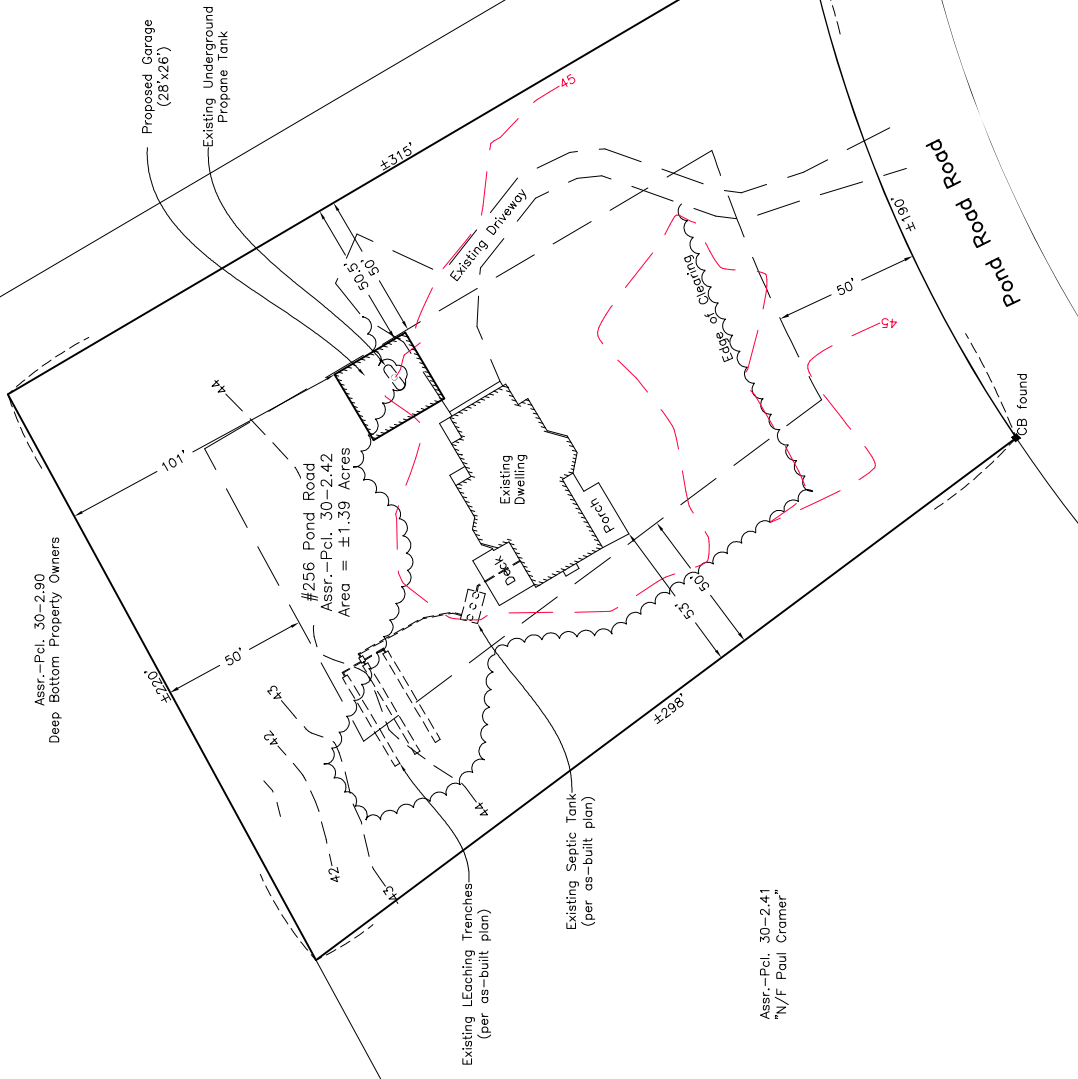 Proposed Garage
(28'x26')
Existing Underground
Propane Tank
45
±315'
50.5'
50'
Existing Driveway
Edge of Clearing
50'
±190'
Pond Road Road
45
CB found
44
101'
#256 Pond Road
Assr.-Pcl. 30-2.42
Area = ±1.39 Acres
Existing
Dwelling
Porch
Deck
Assr.-Pcl. 30-2.90
Deep Bottom Property Owners
±220'
50'
43
42
42
43
44
50'
53'
±298'
Existing LEaching Trenches
(per as-built plan)
Existing Septic Tank
(per as-built plan)
Assr.-Pcl. 30-2.41
"N/F Paul Cramer"